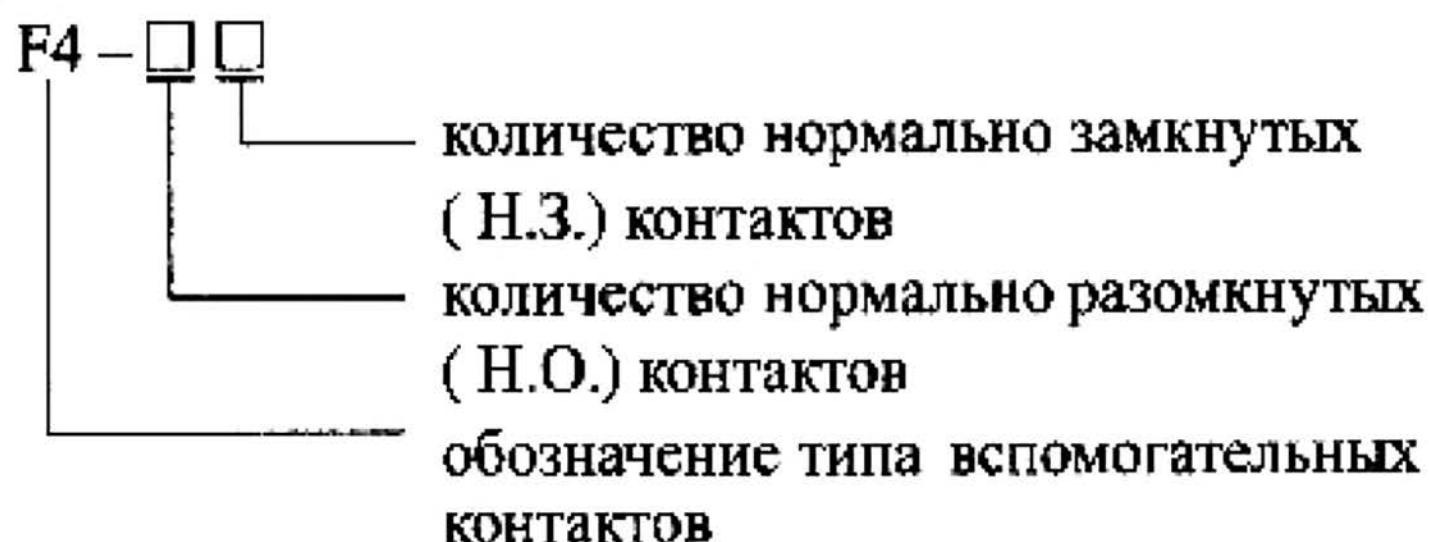 F4 – □ □
количество нормально замкнутых
( Н.З.) контактов
количество нормально разомкнутых
( Н.О.) контактов
обозначение типа вспомогательных
контактов